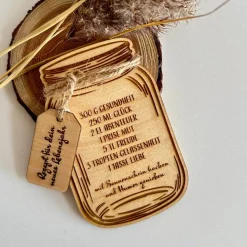 300 G GESUNDHEIT
250 ML GLÜCK
2 EL ABENTEUER
1 PRISE MUT
5 TL FREUDE
3 TROPFEN GELASSENHEIT
1 TASSE LIEBE
mit Sonnenschein backen
und Humor genießen
Rezept für dein
neues Lebensjahr